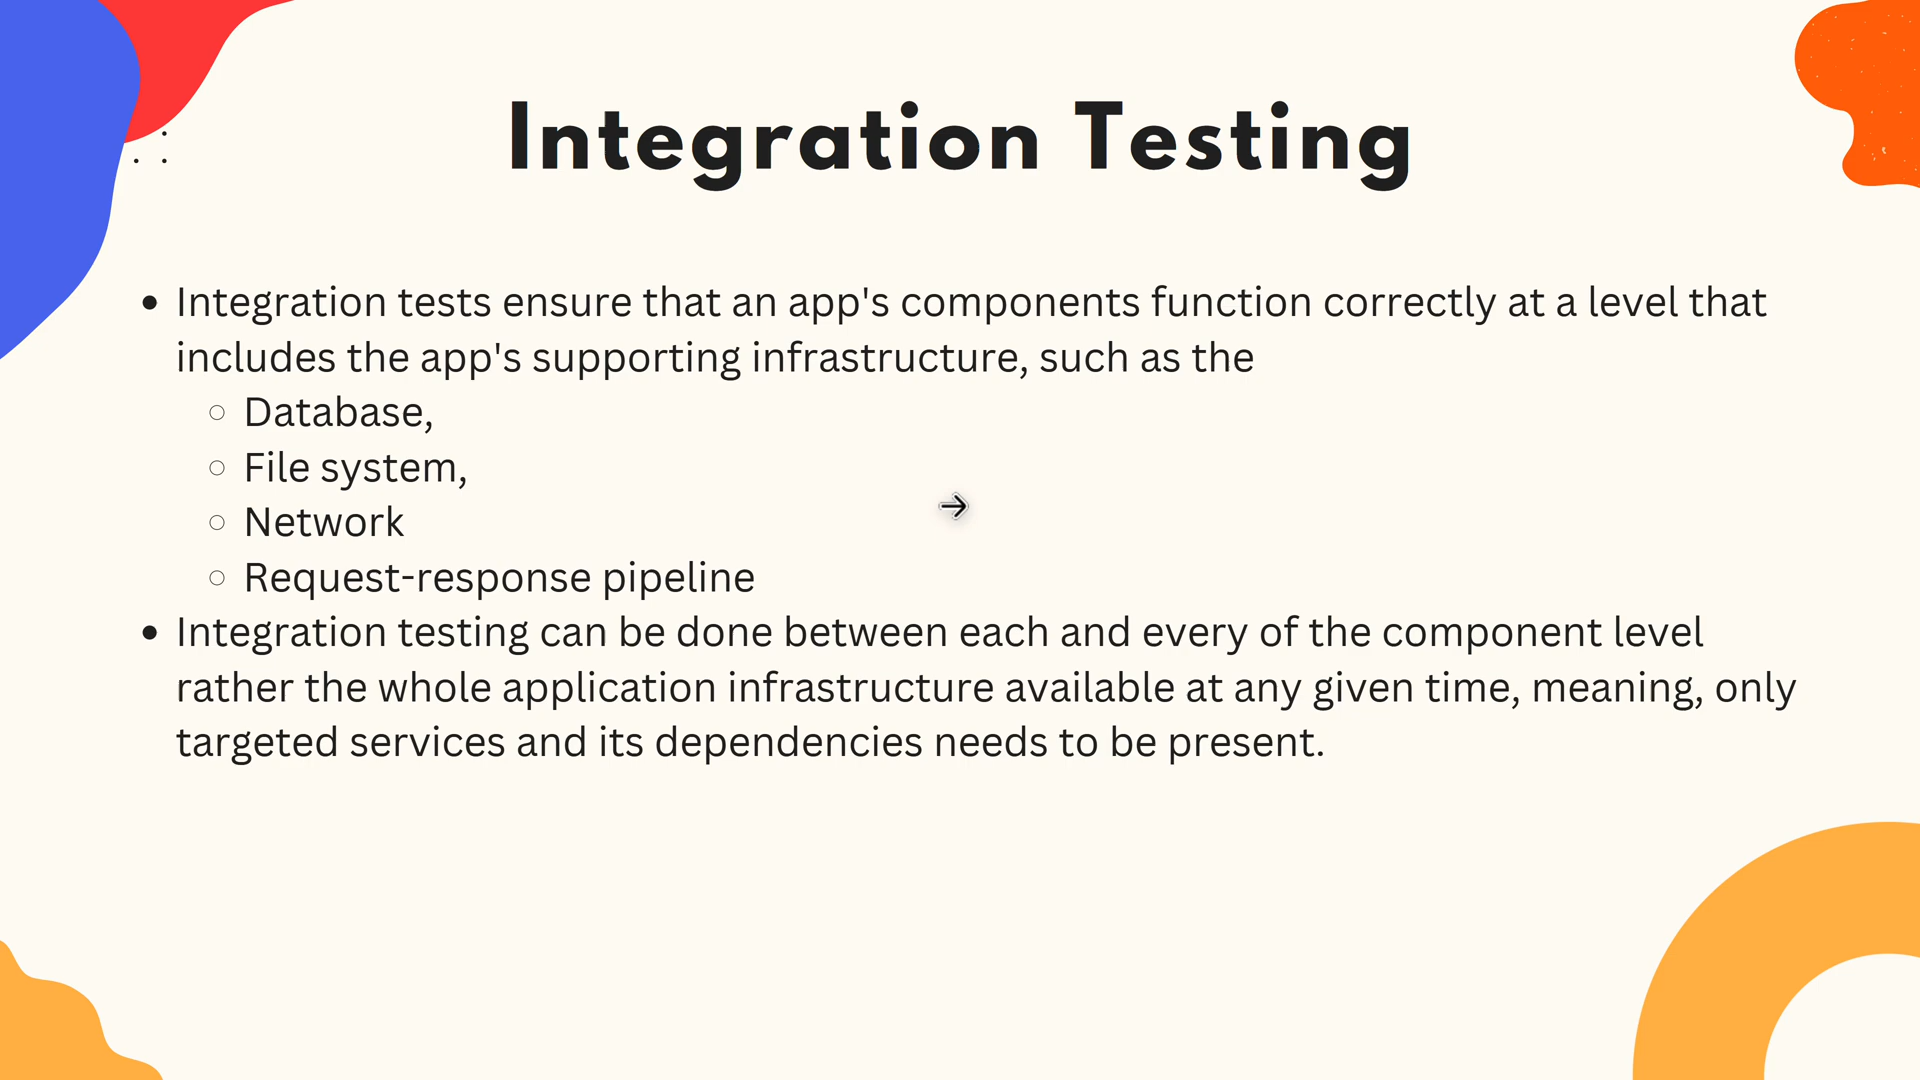 Integration Testing
• Integration tests ensure that an app's components function correctly at a level that
includes the app's supporting infrastructure, such as the
○ Database,
○ File system,
○ Network
○ Request-response pipeline
• Integration testing can be done between each and every of the component level
rather the whole application infrastructure available at any given time, meaning, only
targeted services and its dependencies needs to be present.